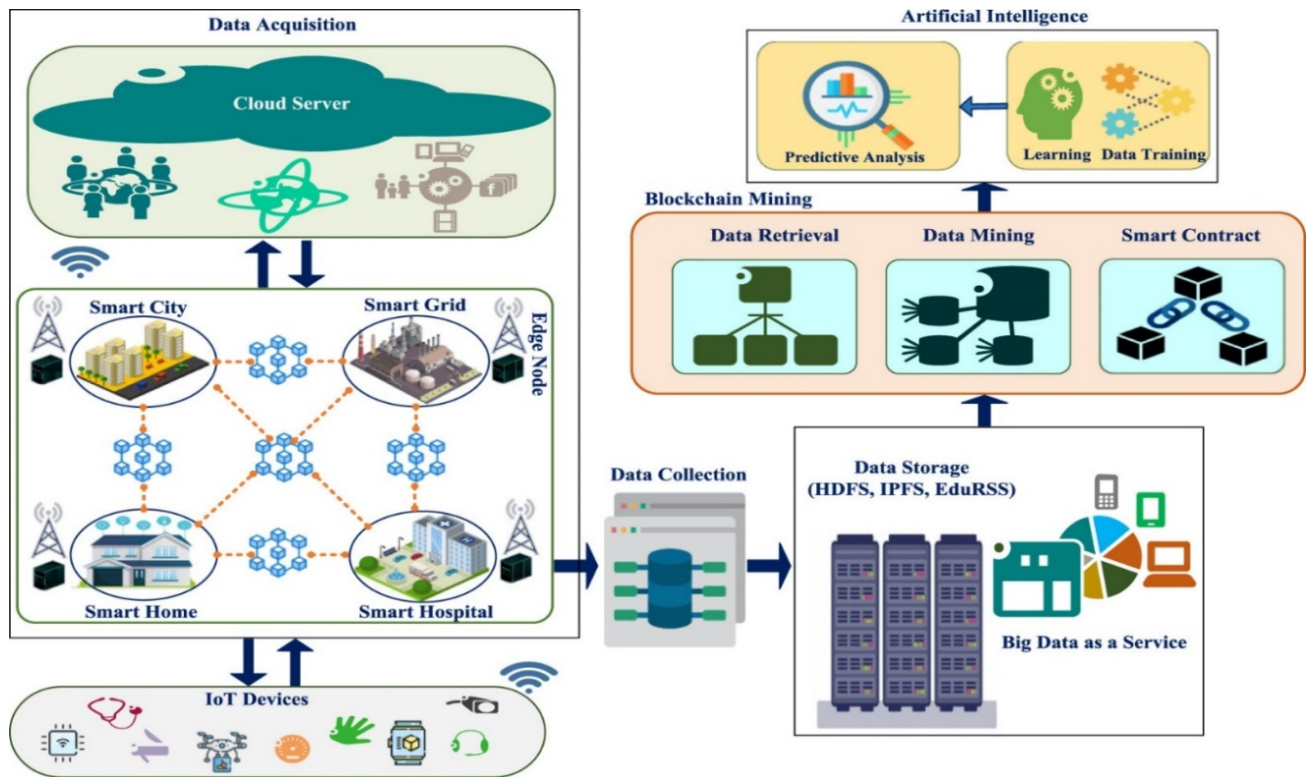 Data Acquisition
Cloud Server
Smart City
Smart Grid
Edge Node
Smart Home
Smart Hospital
IoT Devices
Data Collection
Data Storage
(HDFS, IPFS, EduRSS)
Big Data as a Service
Blockchain Mining
Data Retrieval
Data Mining
Smart Contract
Artificial Intelligence
Predictive Analysis
Learning
Data Training